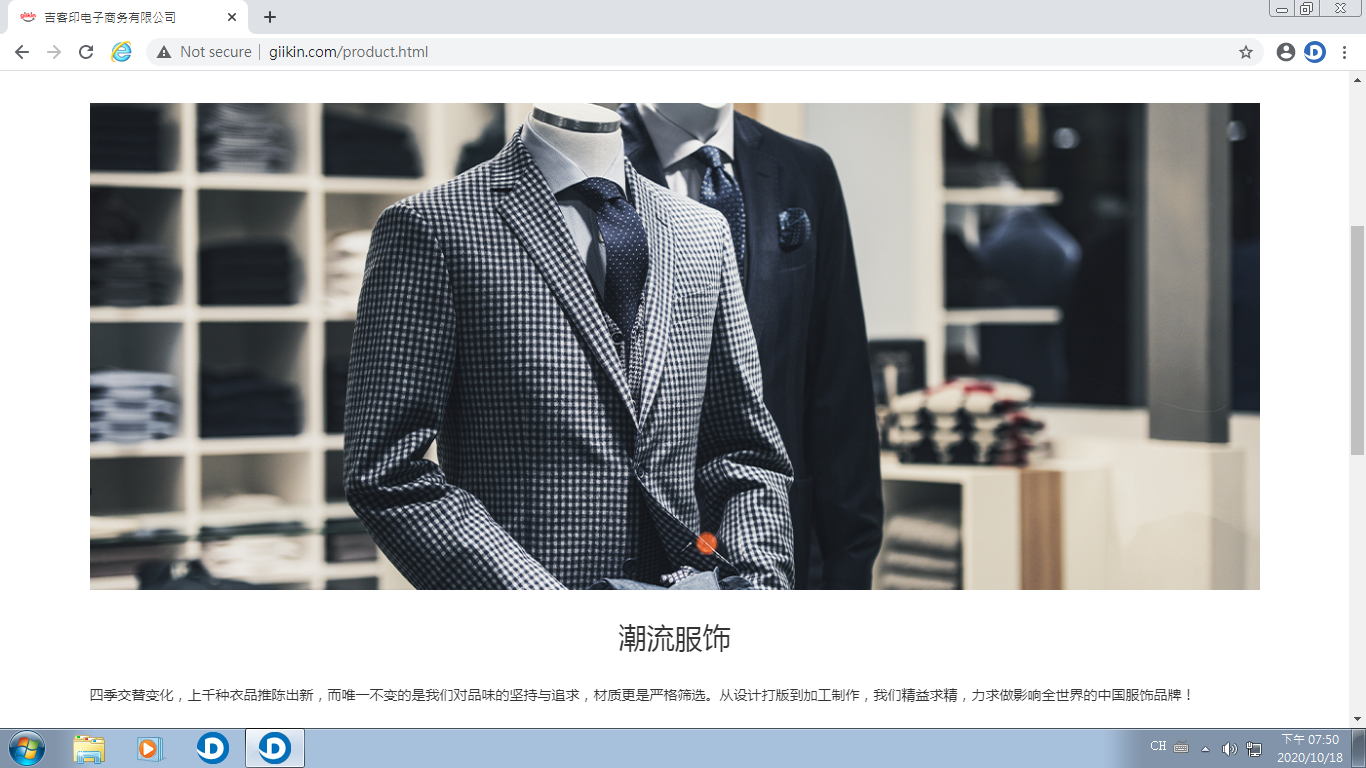 giikin 吉客印电子商务有限公司
Not secure giikin.com/product.html
潮流服饰
四季交替变化，上千种衣品推陈出新，而唯一不变的是我们对品味的坚持与追求，材质更是严格筛选。从设计打版到加工制作，我们精益求精，力求做影响全世界的中国服饰品牌！
CH
下午 07:50
2020/10/18